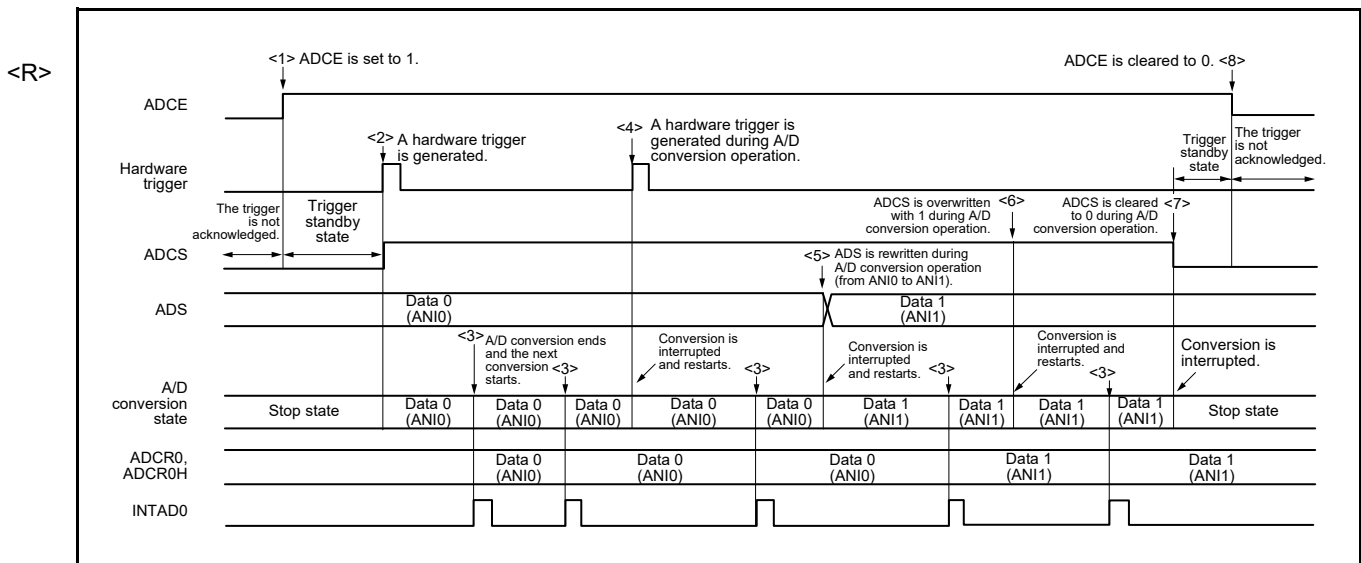 <R>
<1> ADCE is set to 1.
ADCE is cleared to 0. <8>
ADCE
<2> A hardware trigger
is generated.
<4> A hardware trigger is
generated during A/D
conversion operation.
Trigger
standby
state
The trigger
is not
acknowledged.
Hardware
trigger
The trigger
is not
acknowledged.
Trigger
standby
state
ADCS is overwritten <6>
with 1 during A/D
conversion operation.
ADCS is cleared <7>
to 0 during A/D
conversion operation.
ADCS
<5> ADS is rewritten during
A/D conversion operation
(from ANI0 to ANI1).
ADS
Data 0
(ANI0)
Data 1
(ANI1)
<3> A/D conversion ends
and the next
conversion
starts.
<3>
Conversion is
interrupted
and restarts.
<3>
Conversion is
interrupted
and restarts.
<3>
Conversion is
interrupted and
restarts.
<3>
Conversion is
interrupted.
A/D
conversion
state
Stop state
Data 0
(ANI0)
Data 0
(ANI0)
Data 0
(ANI0)
Data 0
(ANI0)
Data 0
(ANI0)
Data 1
(ANI1)
Data 1
(ANI1)
Data 1
(ANI1)
Data 1
(ANI1)
Stop state
ADCR0,
ADCR0H
Data 0
(ANI0)
Data 0
(ANI0)
Data 0
(ANI0)
Data 1
(ANI1)
Data 1
(ANI1)
INTAD0